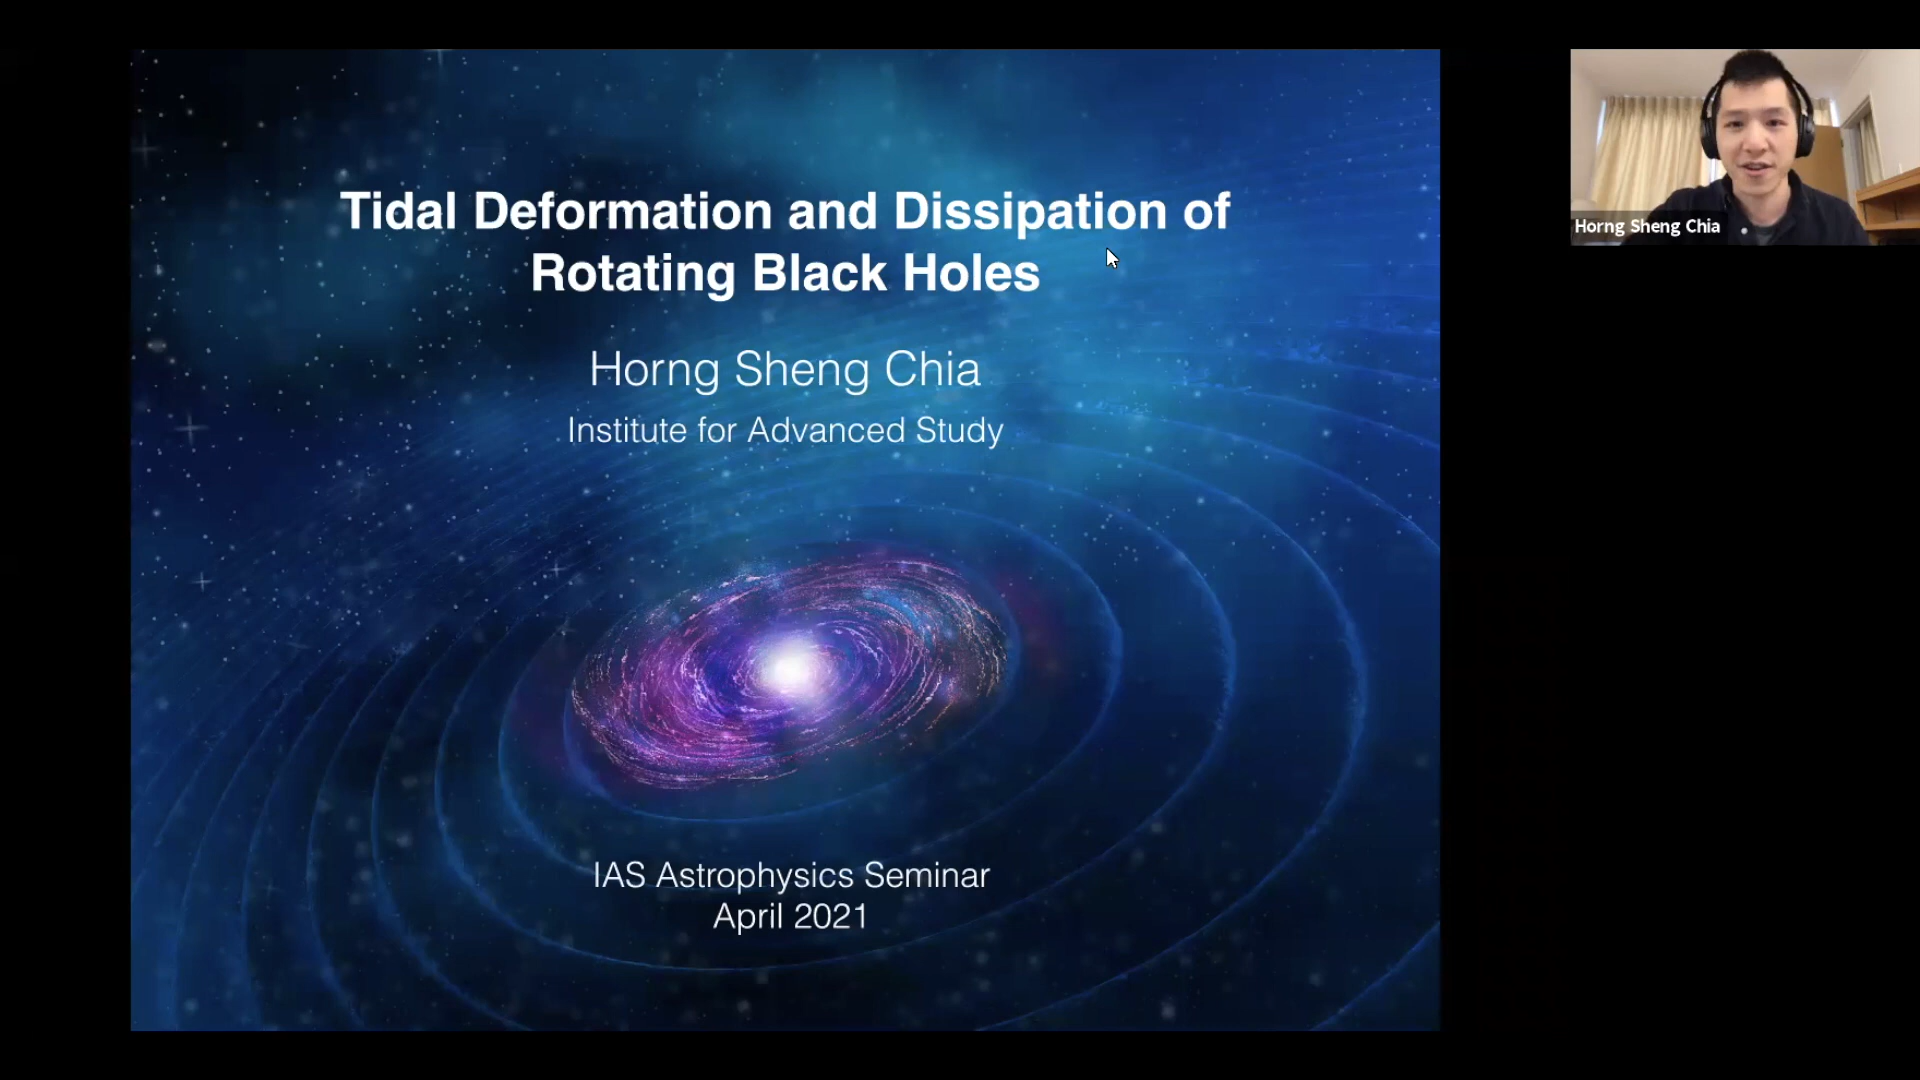 Tidal Deformation and Dissipation of
Rotating Black Holes
Horng Sheng Chia
Institute for Advanced Study
IAS Astrophysics Seminar
April 2021
Horng Sheng Chia